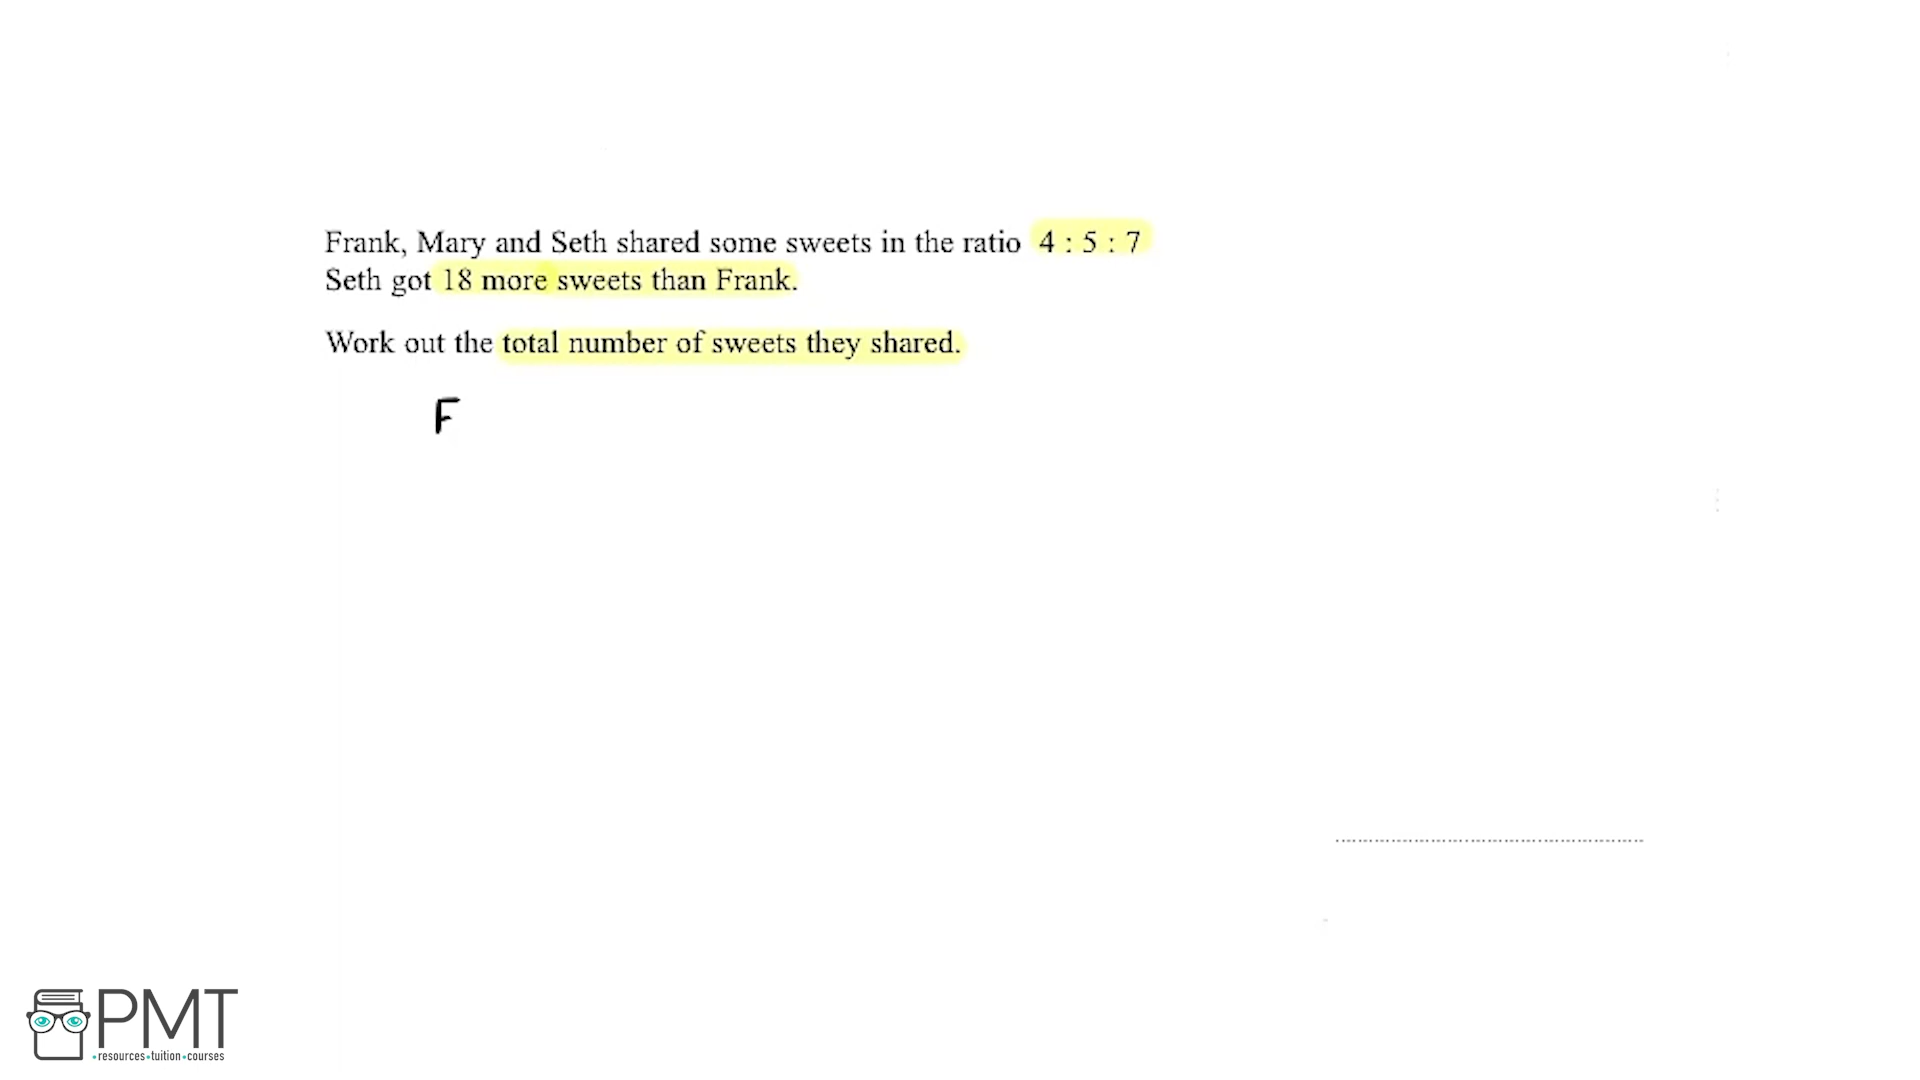 Frank, Mary and Seth shared some sweets in the ratio 4 : 5 : 7
Seth got 18 more sweets than Frank.
Work out the total number of sweets they shared.
F
PMT
•resources•tuition•courses